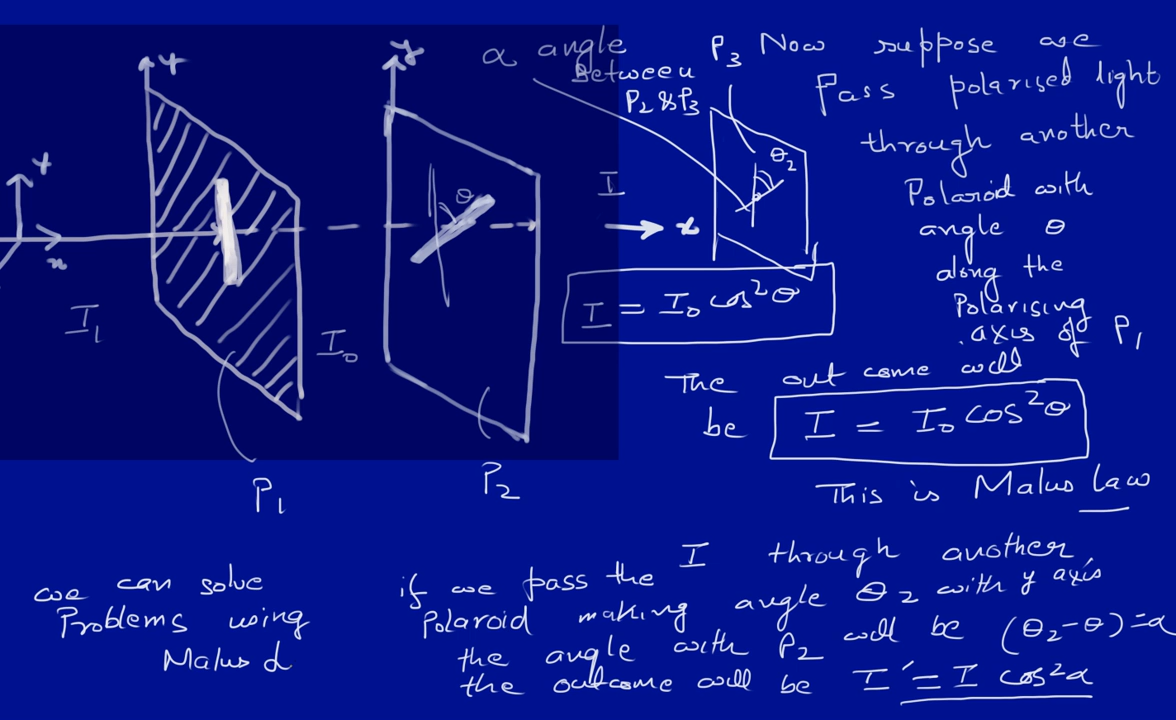 α angle
Between
P2 & P3
P3 Now suppose we
Pass polarised light
through another
Polaroid with
angle θ
along the
Polarising
axis of P1
Y
Y
y
x
x
I1
I0
θ
I
θ2
I = I0 cos²θ
The out come will
be I = I0 cos²θ
This is Malus law
P1
P2
we can solve
Problems using
Malus
if we pass the I through another
Polaroid making angle θ2 with y axis
the angle with P2 will be (θ2-θ)=α
the outcome will be I' = I cos²α